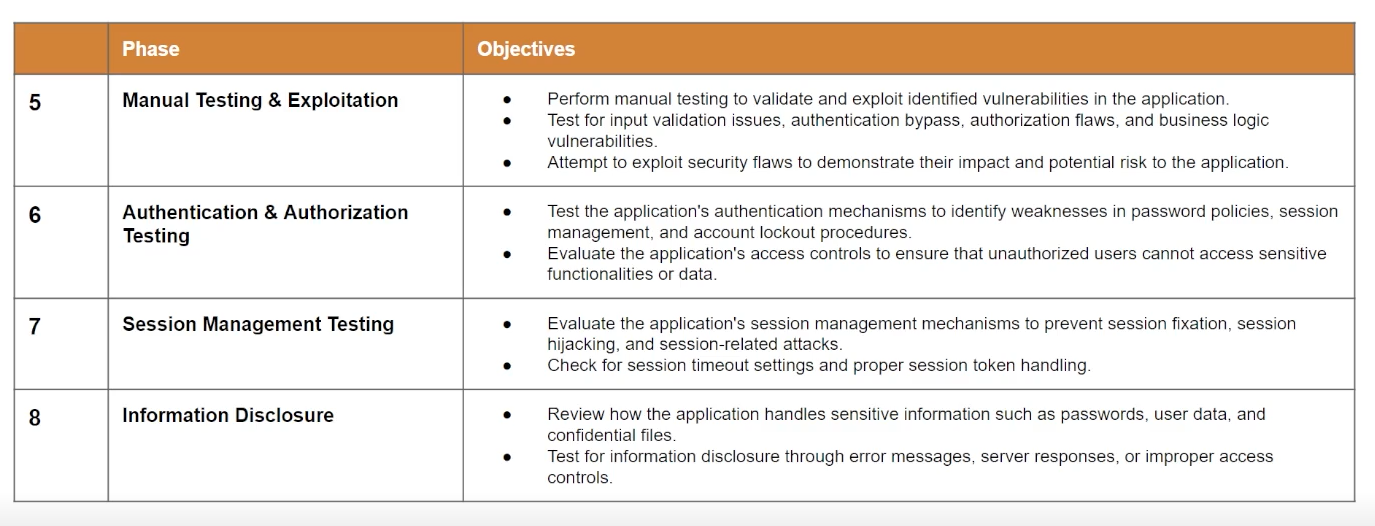 Phase Objectives
5 Manual Testing & Exploitation
● Perform manual testing to validate and exploit identified vulnerabilities in the application.
● Test for input validation issues, authentication bypass, authorization flaws, and business logic
vulnerabilities.
● Attempt to exploit security flaws to demonstrate their impact and potential risk to the application.
6 Authentication & Authorization
Testing
● Test the application's authentication mechanisms to identify weaknesses in password policies, session
management, and account lockout procedures.
● Evaluate the application's access controls to ensure that unauthorized users cannot access sensitive
functionalities or data.
7 Session Management Testing
● Evaluate the application's session management mechanisms to prevent session fixation, session
hijacking, and session-related attacks.
● Check for session timeout settings and proper session token handling.
8 Information Disclosure
● Review how the application handles sensitive information such as passwords, user data, and
confidential files.
● Test for information disclosure through error messages, server responses, or improper access
controls.